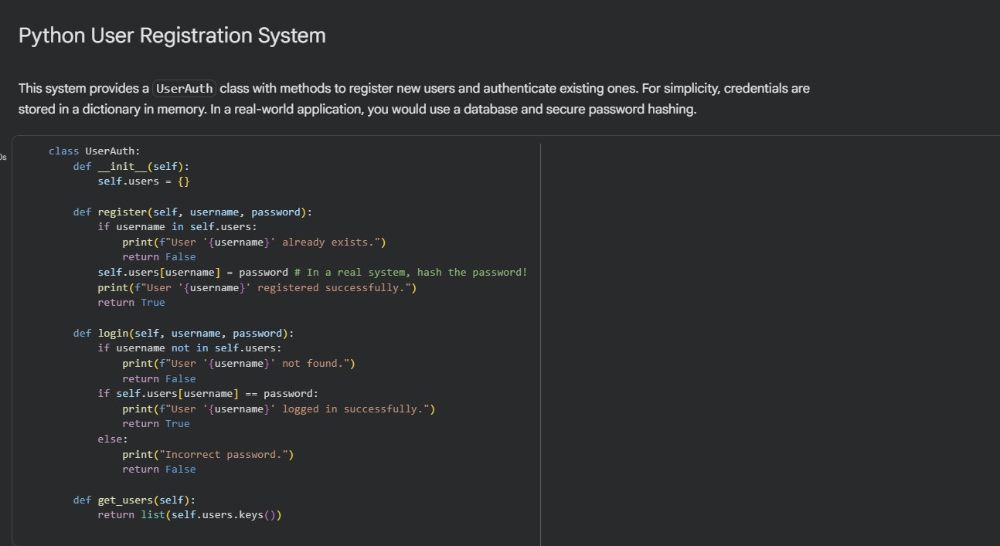 Python User Registration System
This system provides a UserAuth class with methods to register new users and authenticate existing ones. For simplicity, credentials are
stored in a dictionary in memory. In a real-world application, you would use a database and secure password hashing.
0s
class UserAuth:
    def __init__(self):
        self.users = {}
    def register(self, username, password):
        if username in self.users:
            print(f"User '{username}' already exists.")
            return False
        self.users[username] = password # In a real system, hash the password!
        print(f"User '{username}' registered successfully.")
        return True
    def login(self, username, password):
        if username not in self.users:
            print(f"User '{username}' not found.")
            return False
        if self.users[username] == password:
            print(f"User '{username}' logged in successfully.")
            return True
        else:
            print("Incorrect password.")
            return False
    def get_users(self):
        return list(self.users.keys())